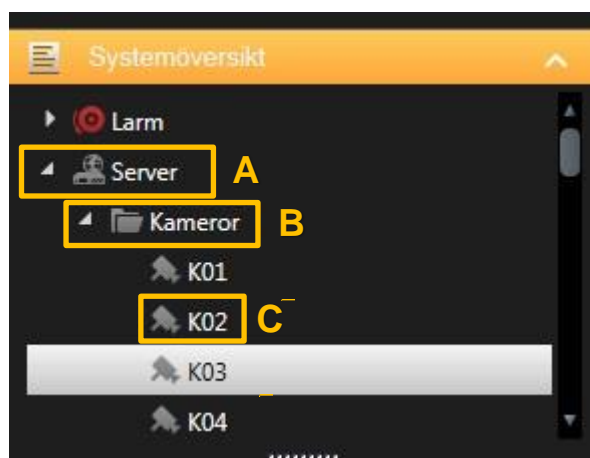 Systemöversikt
Larm
Server A
Kameror B
K01
K02 C
K03
K04